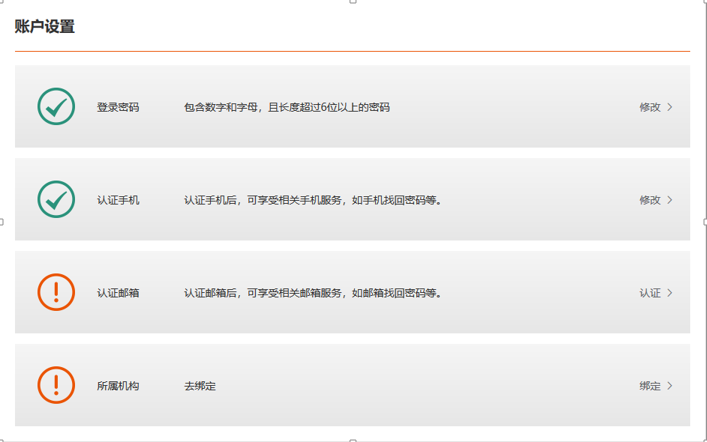 账户设置
登录密码 包含数字和字母，且长度超过6位以上的密码 修改
认证手机 认证手机后，可享受相关手机服务，如手机找回密码等。 修改
认证邮箱 认证邮箱后，可享受相关邮箱服务，如邮箱找回密码等。 认证
所属机构 去绑定 绑定